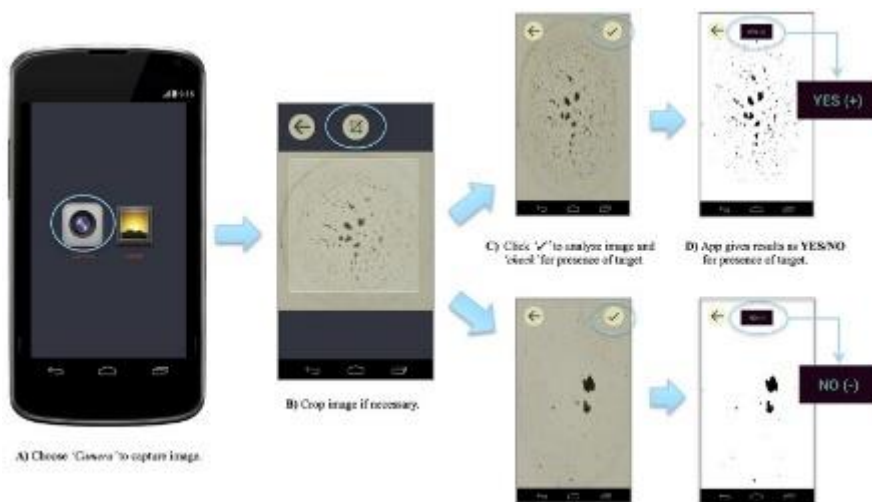 A) Choose 'Camera' to capture image.
B) Crop image if necessary.
C) Click '✓' to analyze image and
'check' for presence of target
D) App gives results as YES/NO
for presence of target.
YES (+)
NO (-)